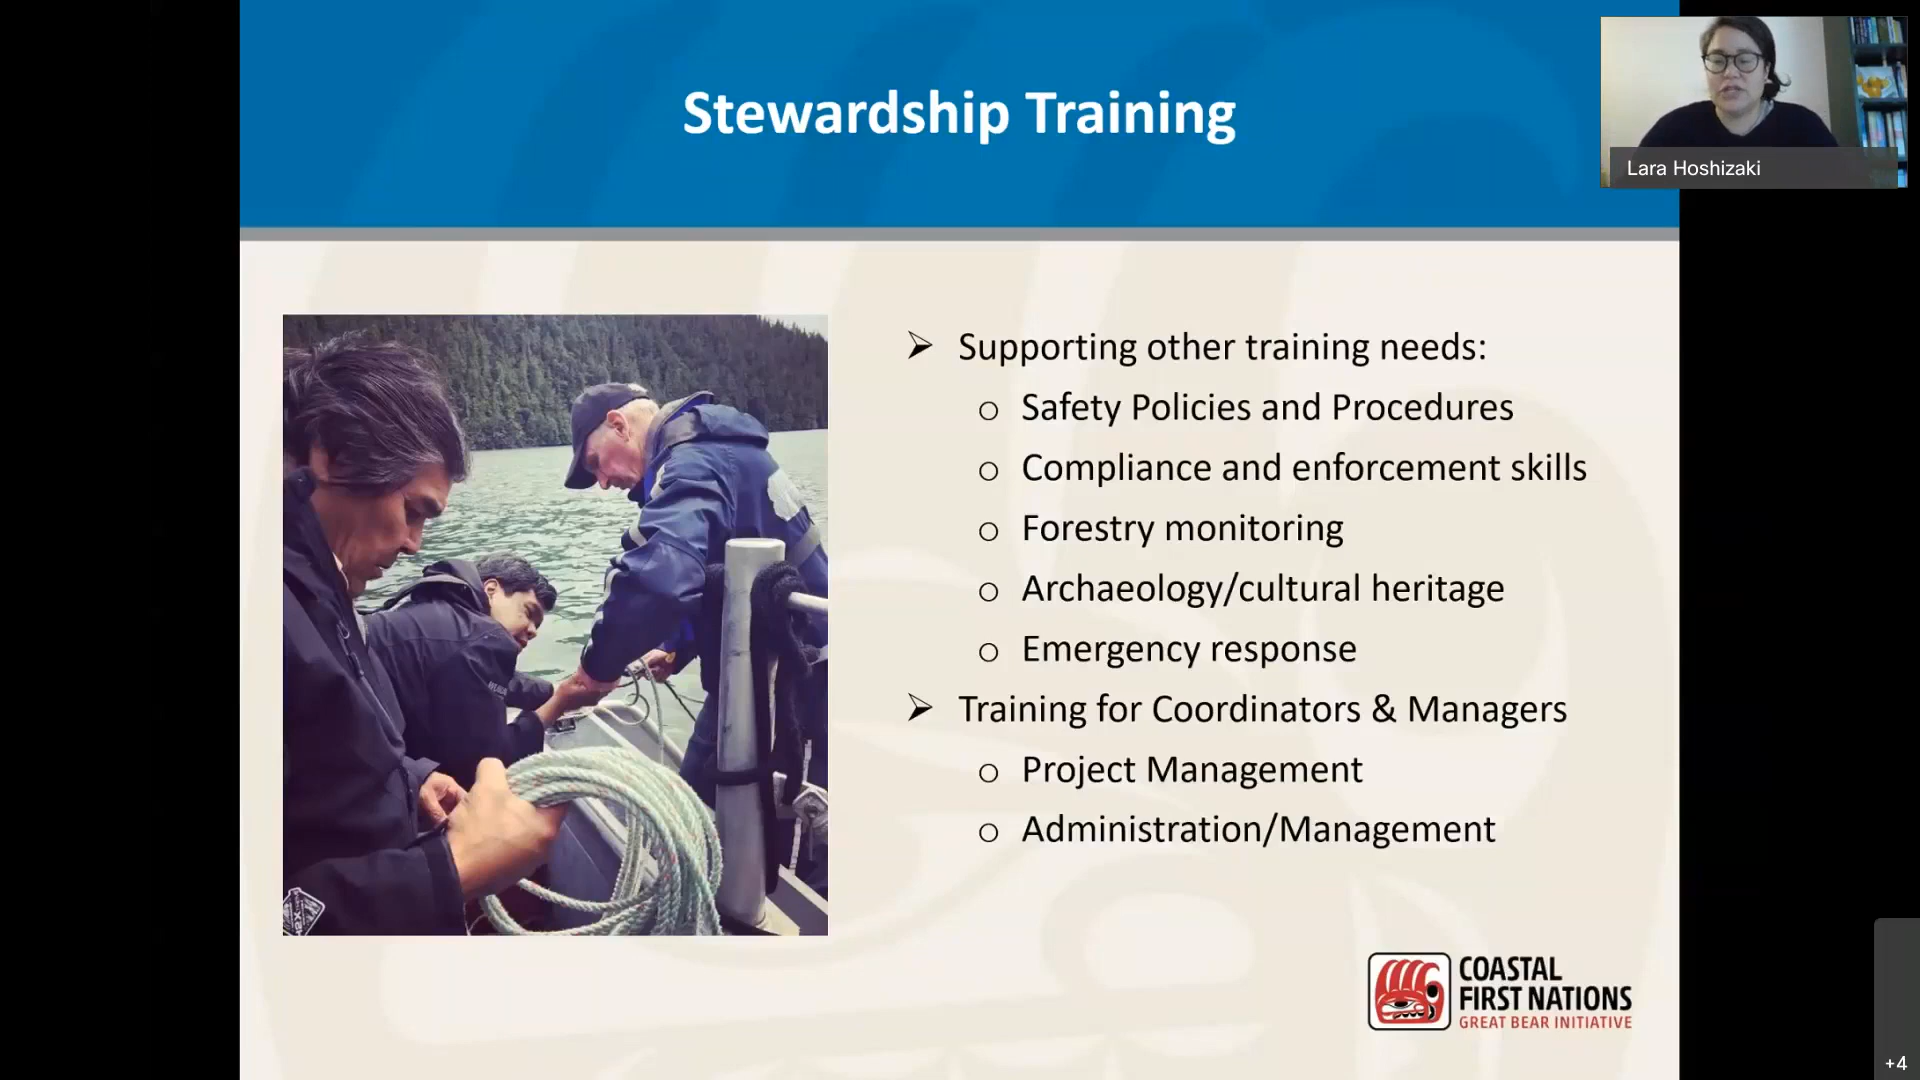 Stewardship Training
Lara Hoshizaki
➢ Supporting other training needs:
o Safety Policies and Procedures
o Compliance and enforcement skills
o Forestry monitoring
o Archaeology/cultural heritage
o Emergency response
➢ Training for Coordinators & Managers
o Project Management
o Administration/Management
COASTAL
FIRST NATIONS
GREAT BEAR INITIATIVE
+4